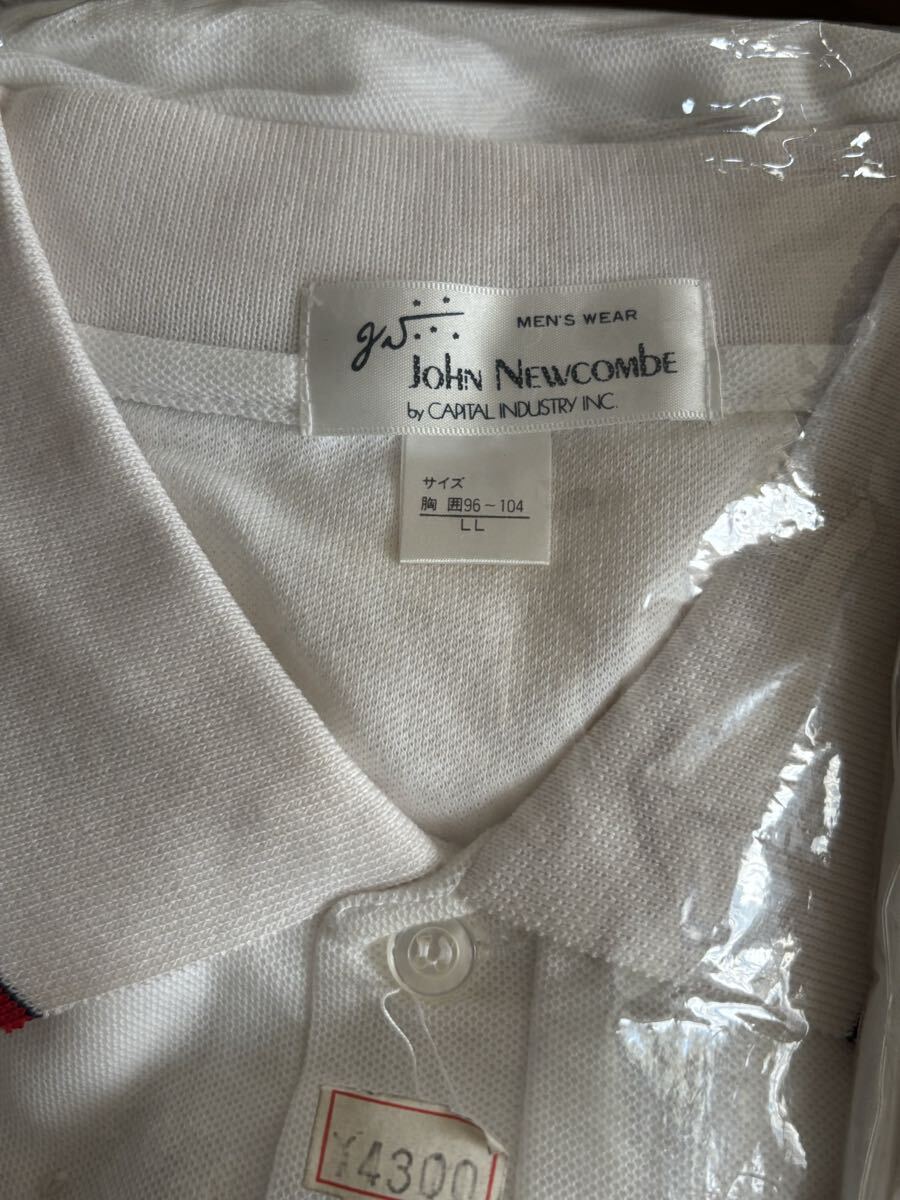 MEN'S WEAR
JOHN NEWCOMBE
by CAPITAL INDUSTRY INC.
サイズ
胸 囲96~104
LL
¥4300